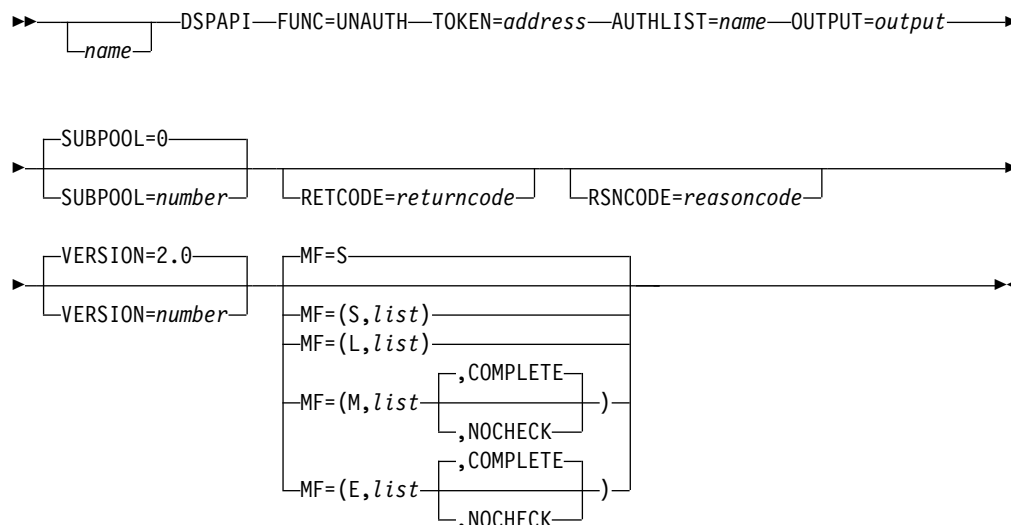 DSPAPI FUNC=UNAUTH TOKEN=address AUTHLIST=name OUTPUT=output
name
SUBPOOL=0
SUBPOOL=number RETCODE=returncode RSNCODE=reasoncode
VERSION=2.0 MF=S
VERSION=number MF=(S,list)
MF=(L,list)
,COMPLETE
MF=(M,list )
,NOCHECK
,COMPLETE
MF=(E,list )
,NOCHECK